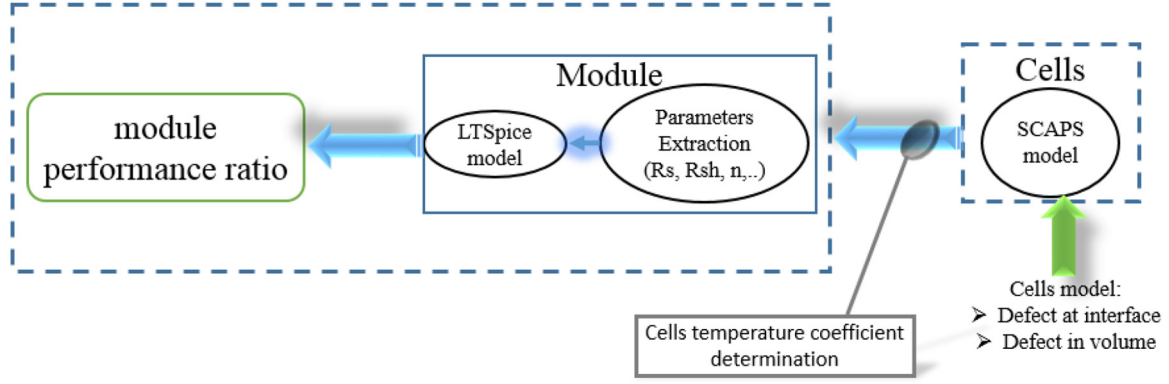 module
performance ratio
Module
LTSpice
model
Parameters
Extraction
(Rs, Rsh, n,..)
Cells
SCAPS
model
Cells model:
➢ Defect at interface
➢ Defect in volume
Cells temperature coefficient
determination